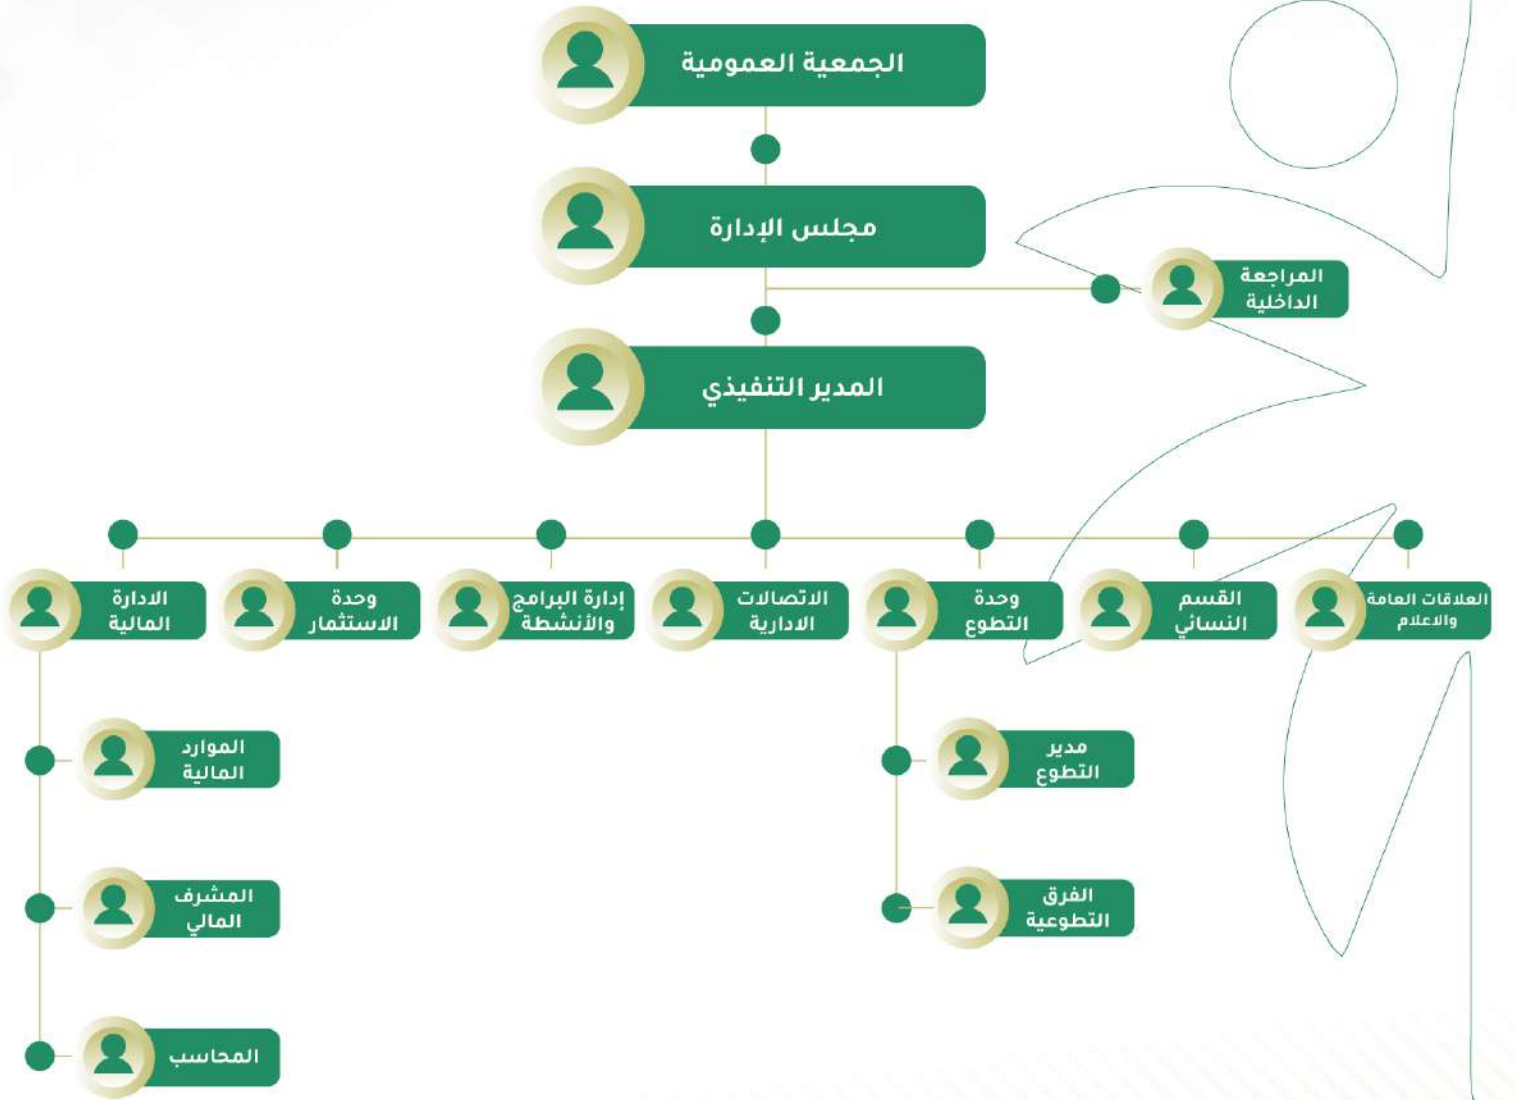 الجمعية العمومية
مجلس الإدارة
المراجعة
الداخلية
المدير التنفيذي
العلاقات العامة
والاعلام
القسم
النسائي
وحدة
التطوع
الاتصالات
الادارية
إدارة البرامج
والأنشطة
وحدة
الاستثمار
الادارة
المالية
مدير
التطوع
الفرق
التطوعية
الموارد
المالية
المشرف
المالي
المحاسب